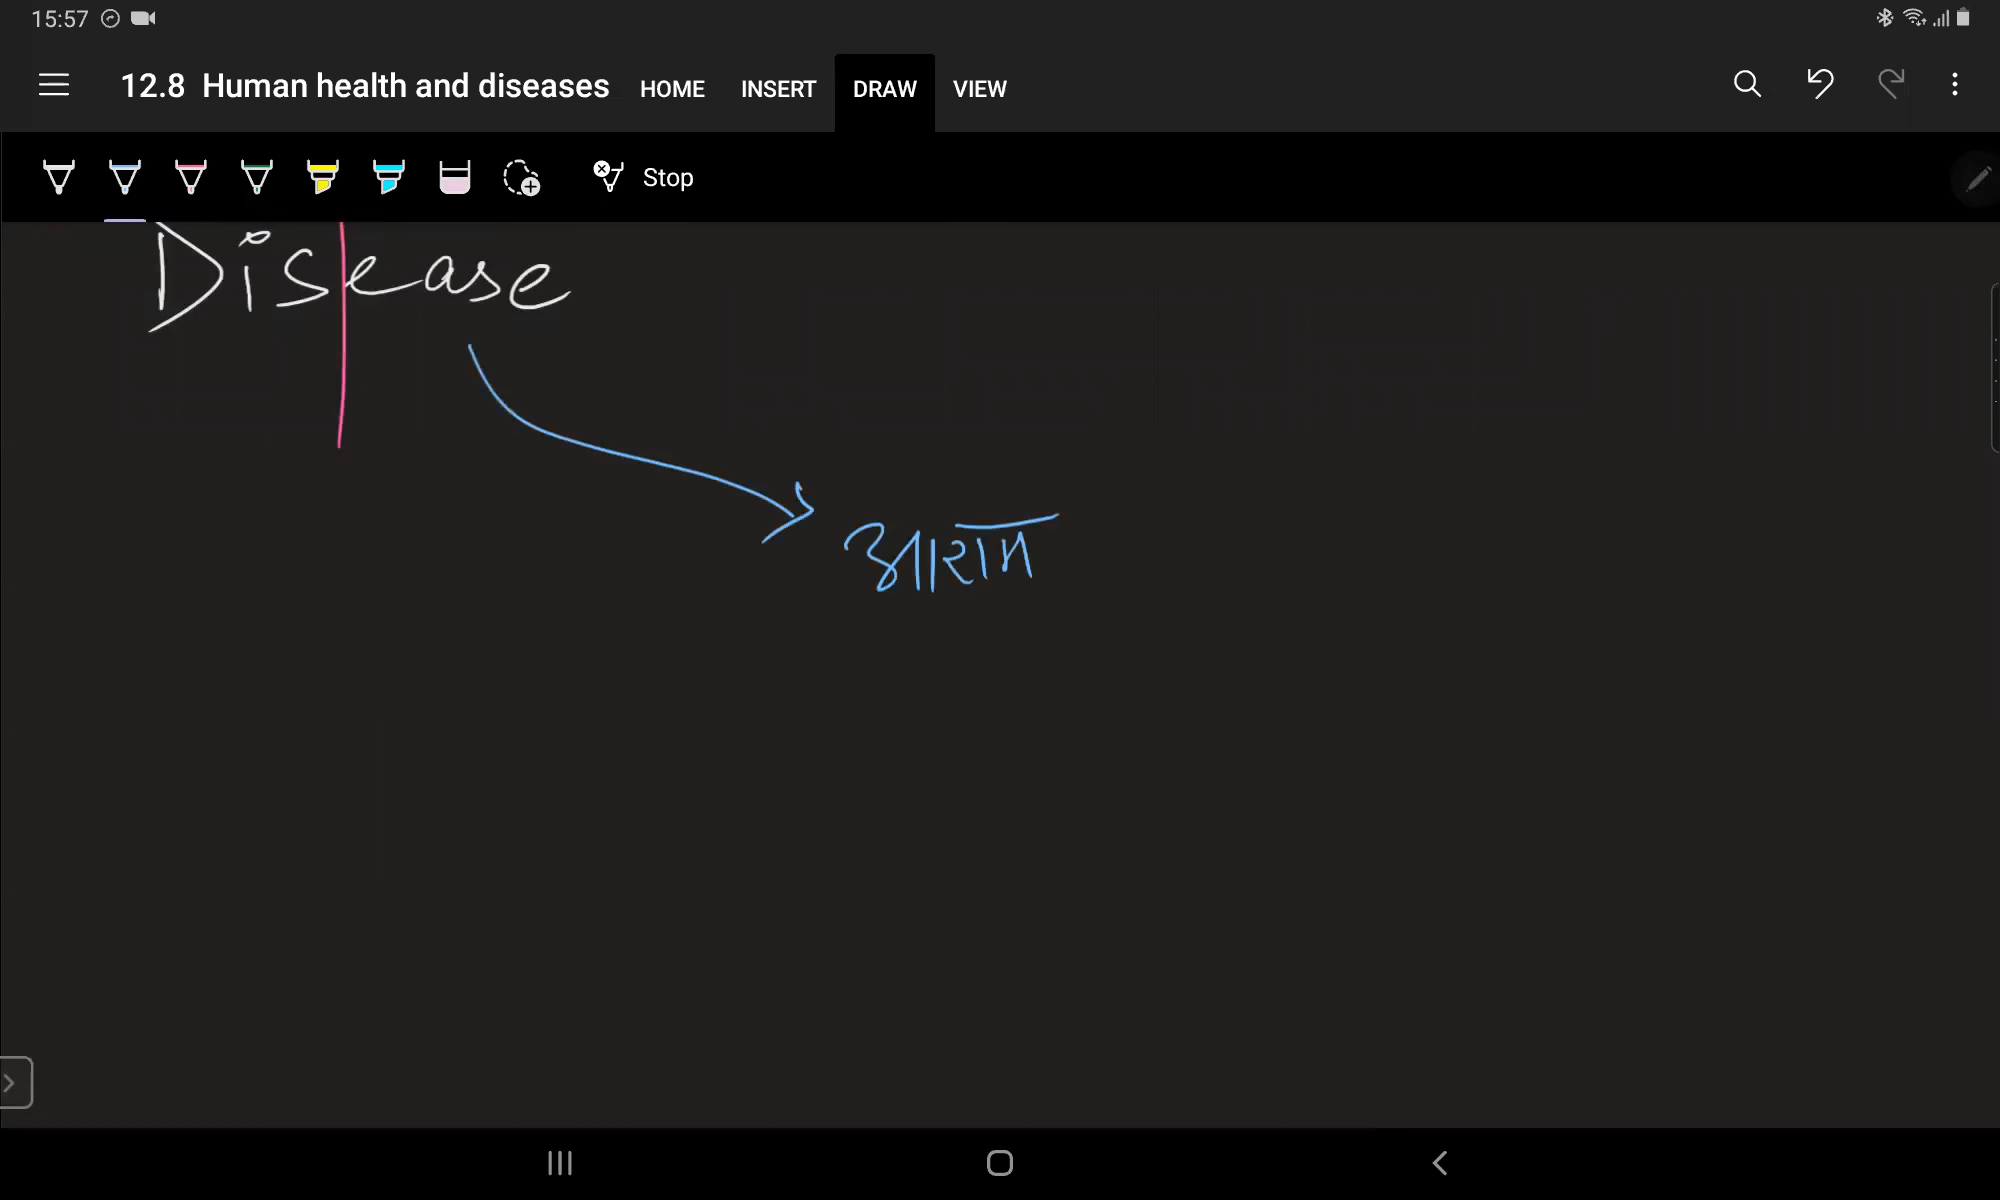 15:57
12.8 Human health and diseases HOME INSERT DRAW VIEW
Stop
Disease
आराम